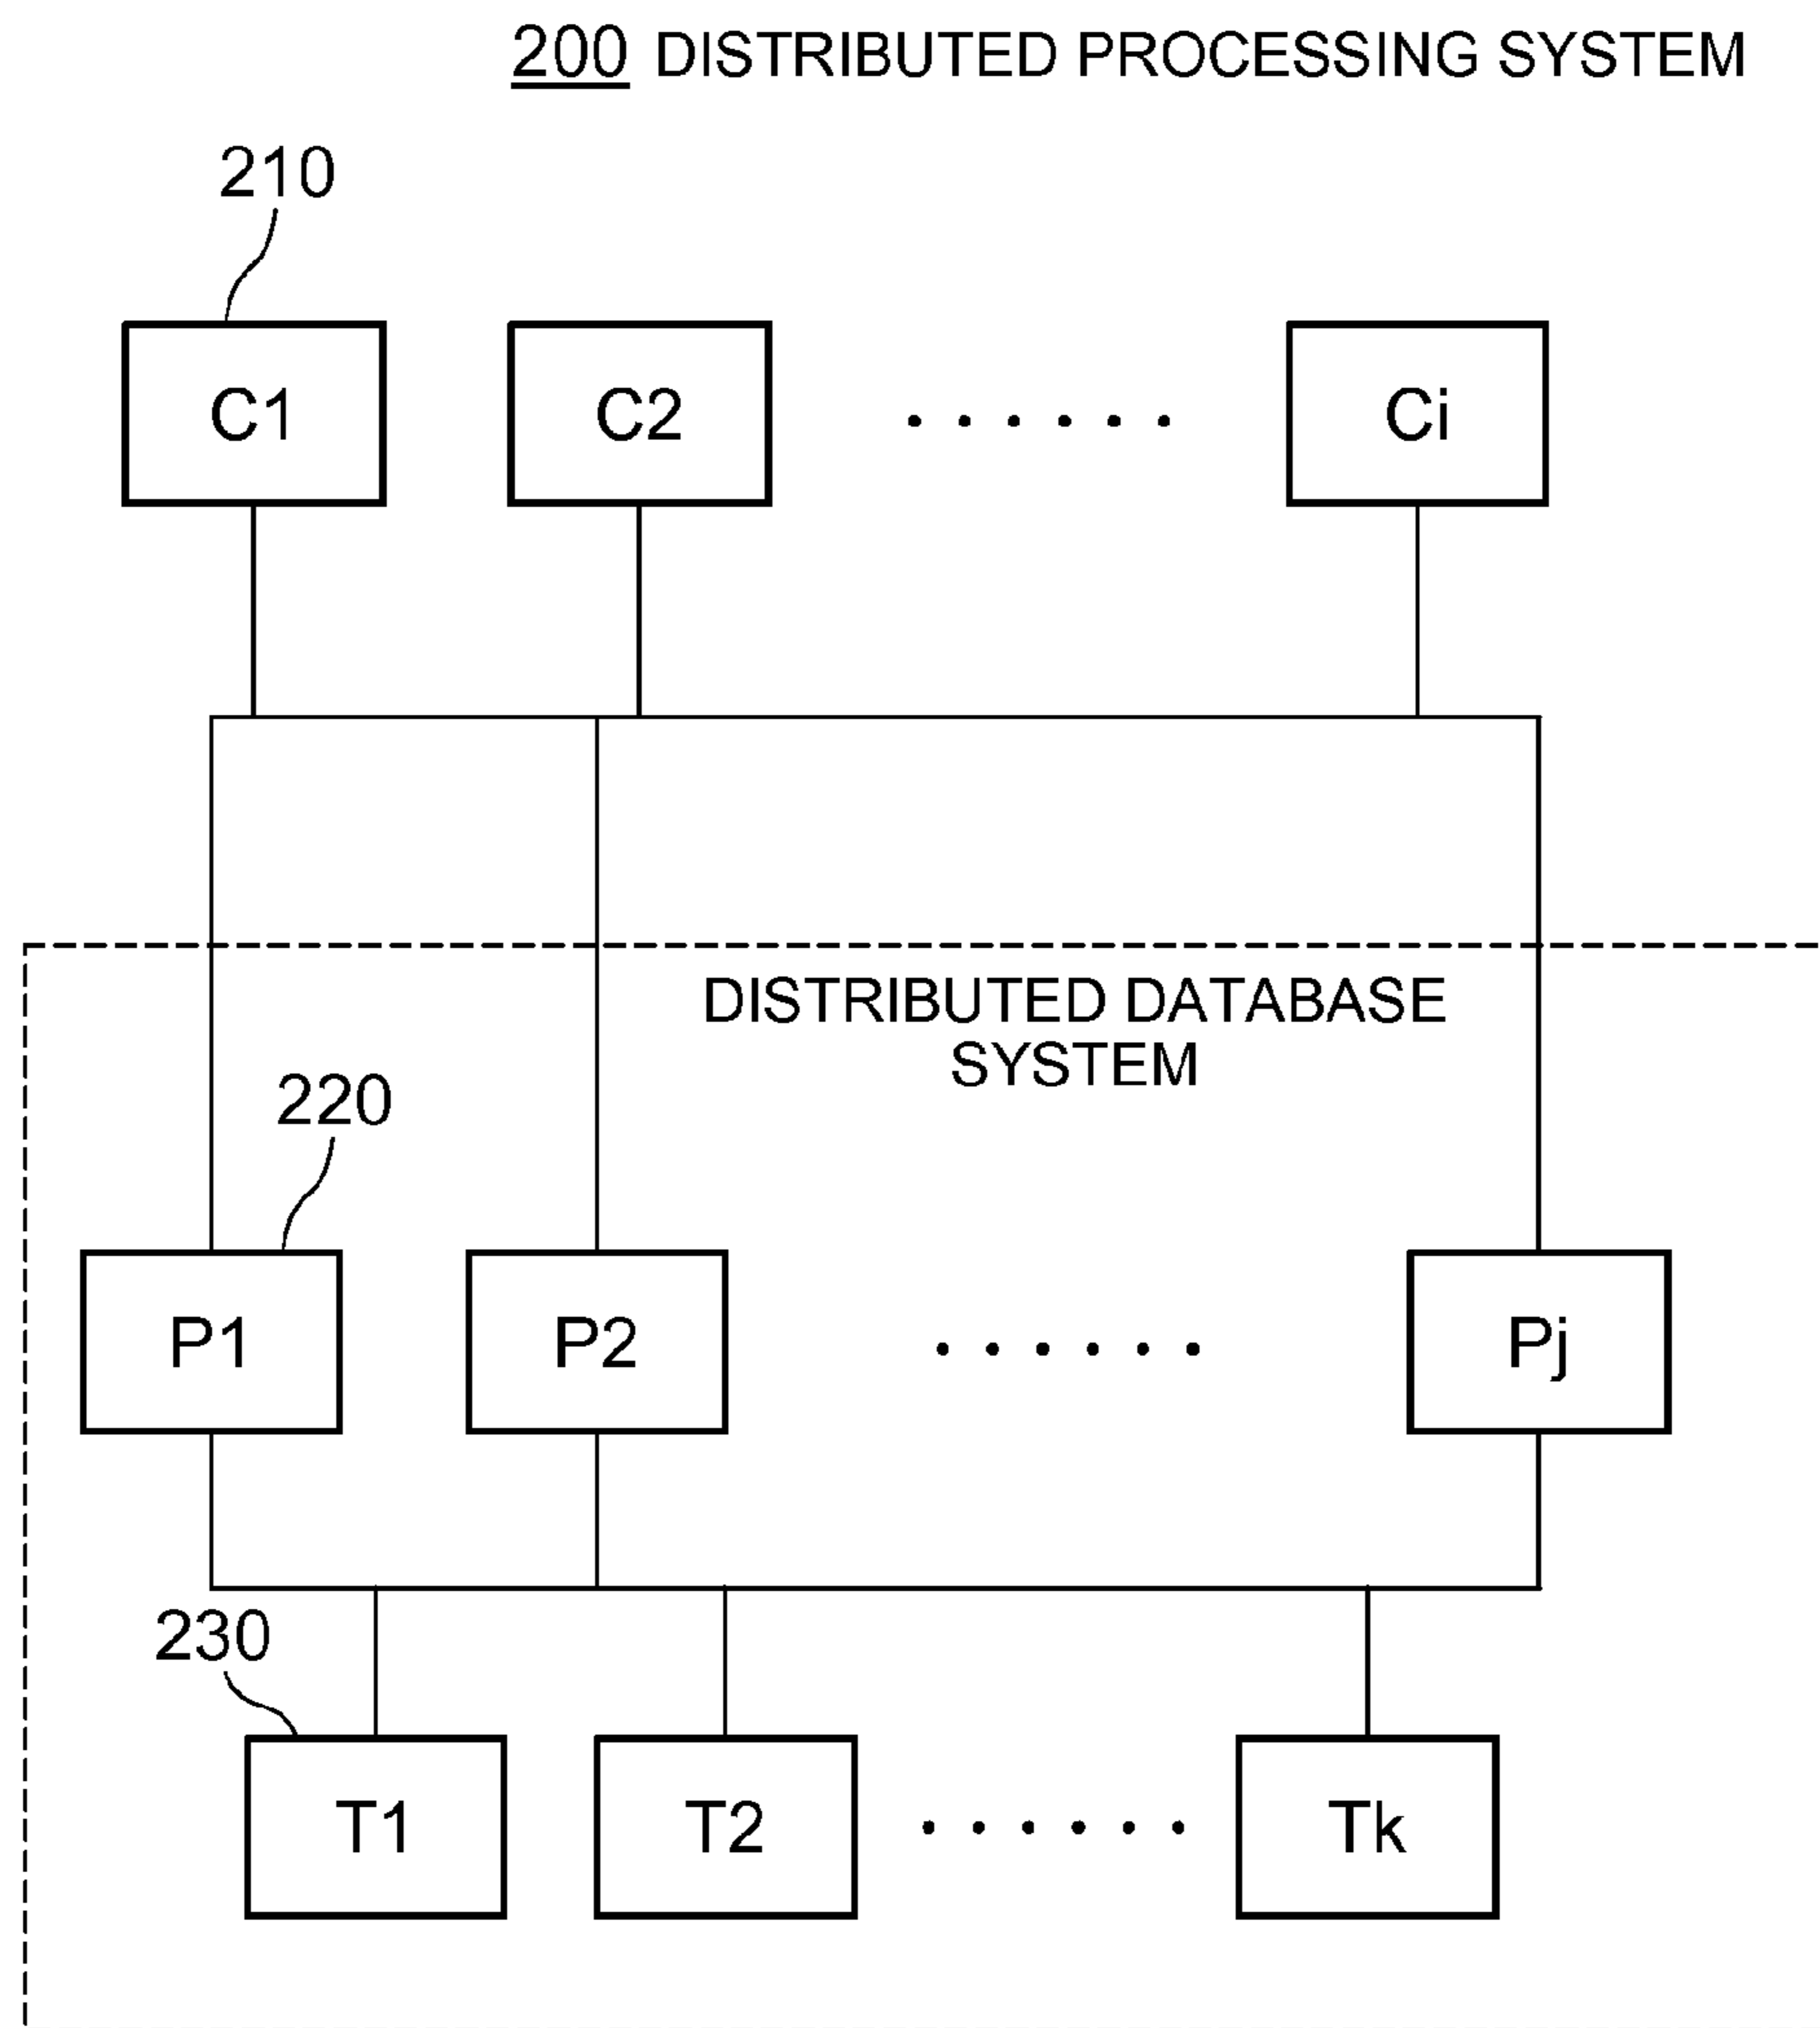 200 DISTRIBUTED PROCESSING SYSTEM
210
C1 C2 ...... Ci
DISTRIBUTED DATABASE
SYSTEM
220
P1 P2 ...... Pj
230
T1 T2 ...... Tk